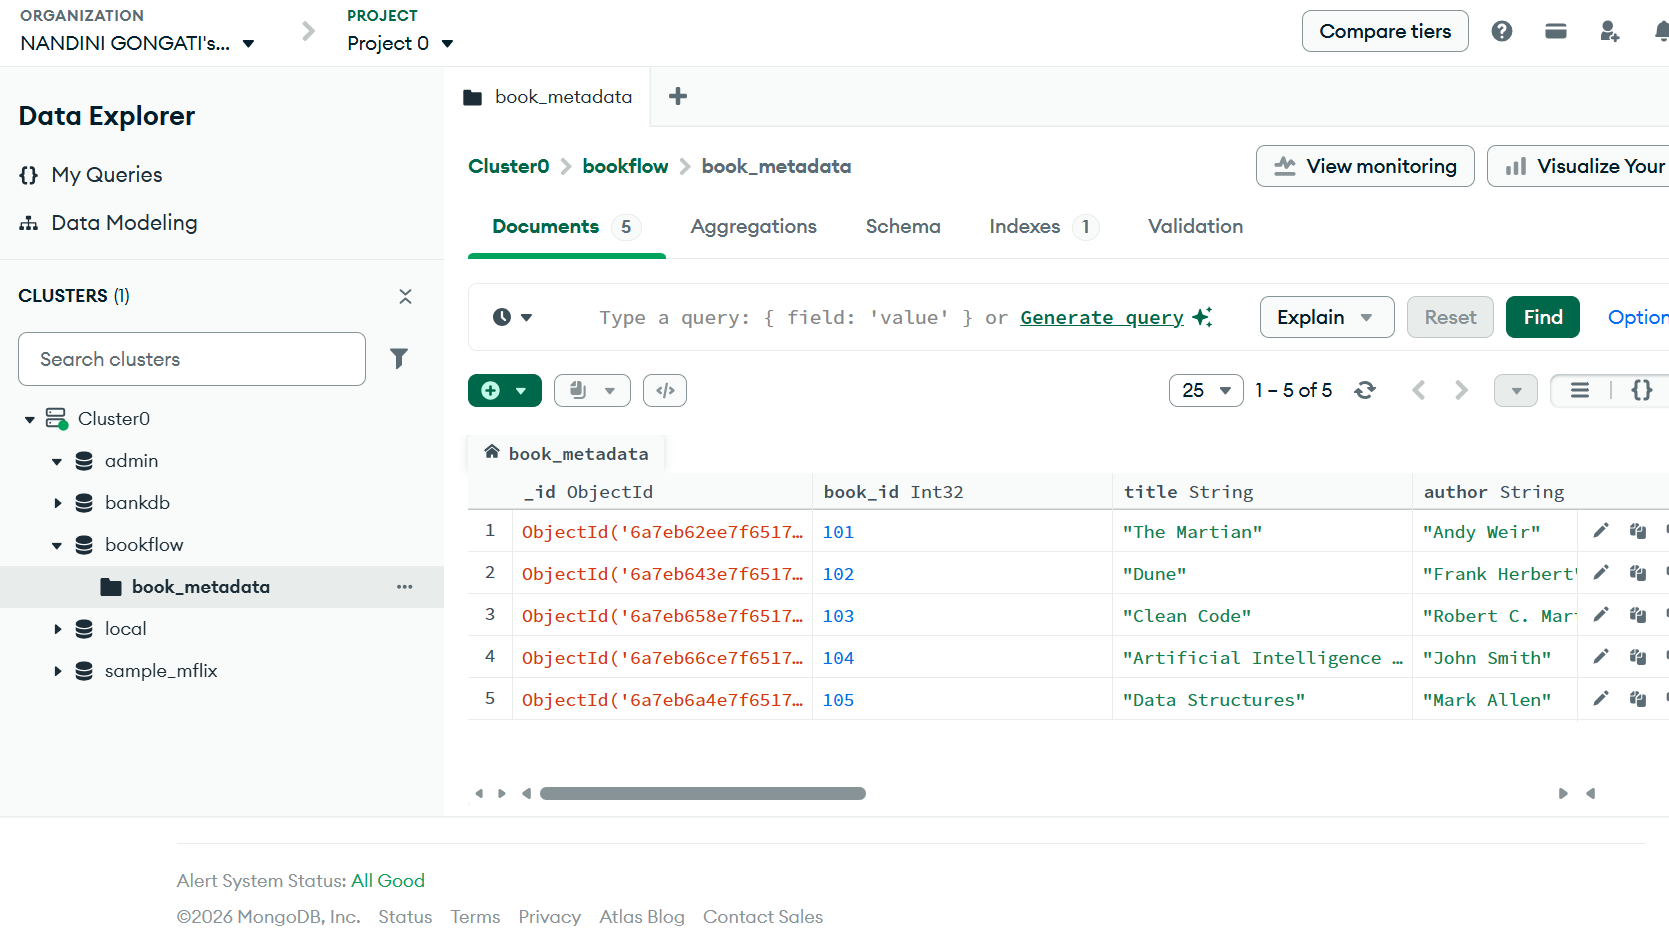 ORGANIZATION
NANDINI GONGATI's...
PROJECT
Project 0
Compare tiers
Data Explorer
My Queries
Data Modeling
CLUSTERS (1)
Search clusters
Cluster0
admin
bankdb
bookflow
book_metadata
local
sample_mflix
book_metadata
Cluster0 > bookflow > book_metadata
View monitoring
Visualize Your
Documents 5
Aggregations
Schema
Indexes 1
Validation
Type a query: { field: 'value' } or Generate query
Explain
Reset
Find
Option
25
1 – 5 of 5
book_metadata
_id ObjectId book_id Int32 title String author String
1 ObjectId('6a7eb62ee7f6517… 101 "The Martian" "Andy Weir"
2 ObjectId('6a7eb643e7f6517… 102 "Dune" "Frank Herbert"
3 ObjectId('6a7eb658e7f6517… 103 "Clean Code" "Robert C. Mar
4 ObjectId('6a7eb66ce7f6517… 104 "Artificial Intelligence … "John Smith"
5 ObjectId('6a7eb6a4e7f6517… 105 "Data Structures" "Mark Allen"
Alert System Status: All Good
©2026 MongoDB, Inc. Status Terms Privacy Atlas Blog Contact Sales